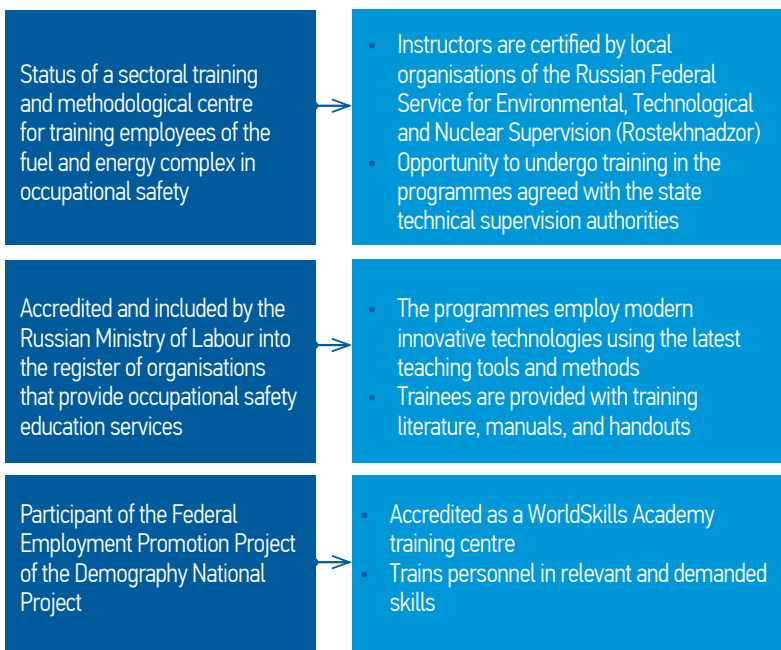 Status of a sectoral training
and methodological centre
for training employees of the
fuel and energy complex in
occupational safety
• Instructors are certified by local
organisations of the Russian Federal
Service for Environmental, Technological
and Nuclear Supervision (Rostekhnadzor)
• Opportunity to undergo training in the
programmes agreed with the state
technical supervision authorities
Accredited and included by the
Russian Ministry of Labour into
the register of organisations
that provide occupational safety
education services
• The programmes employ modern
innovative technologies using the latest
teaching tools and methods
• Trainees are provided with training
literature, manuals, and handouts
Participant of the Federal
Employment Promotion Project
of the Demography National
Project
• Accredited as a WorldSkills Academy
training centre
• Trains personnel in relevant and demanded
skills